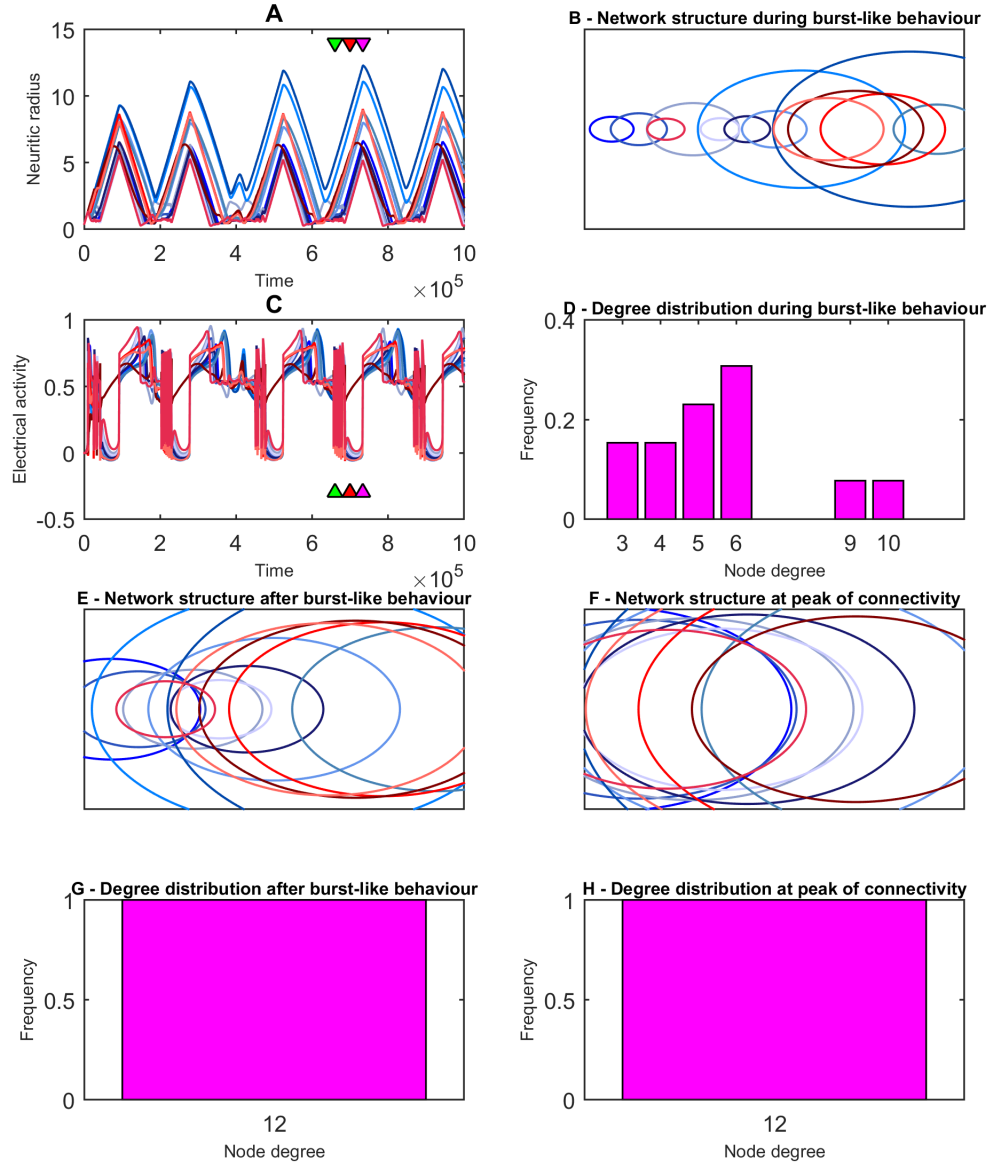 A
15
10
5
0
Neuritic radius
0 2 4 6 8 10
Time
×10^5
B - Network structure during burst-like behaviour
C
1
0.5
0
-0.5
Electrical activity
0 2 4 6 8 10
Time
×10^5
D - Degree distribution during burst-like behaviour
0.4
0.2
0
Frequency
3 4 5 6 9 10
Node degree
E - Network structure after burst-like behaviour
F - Network structure at peak of connectivity
G - Degree distribution after burst-like behaviour
1
0.5
0
Frequency
12
Node degree
H - Degree distribution at peak of connectivity
1
0.5
0
Frequency
12
Node degree